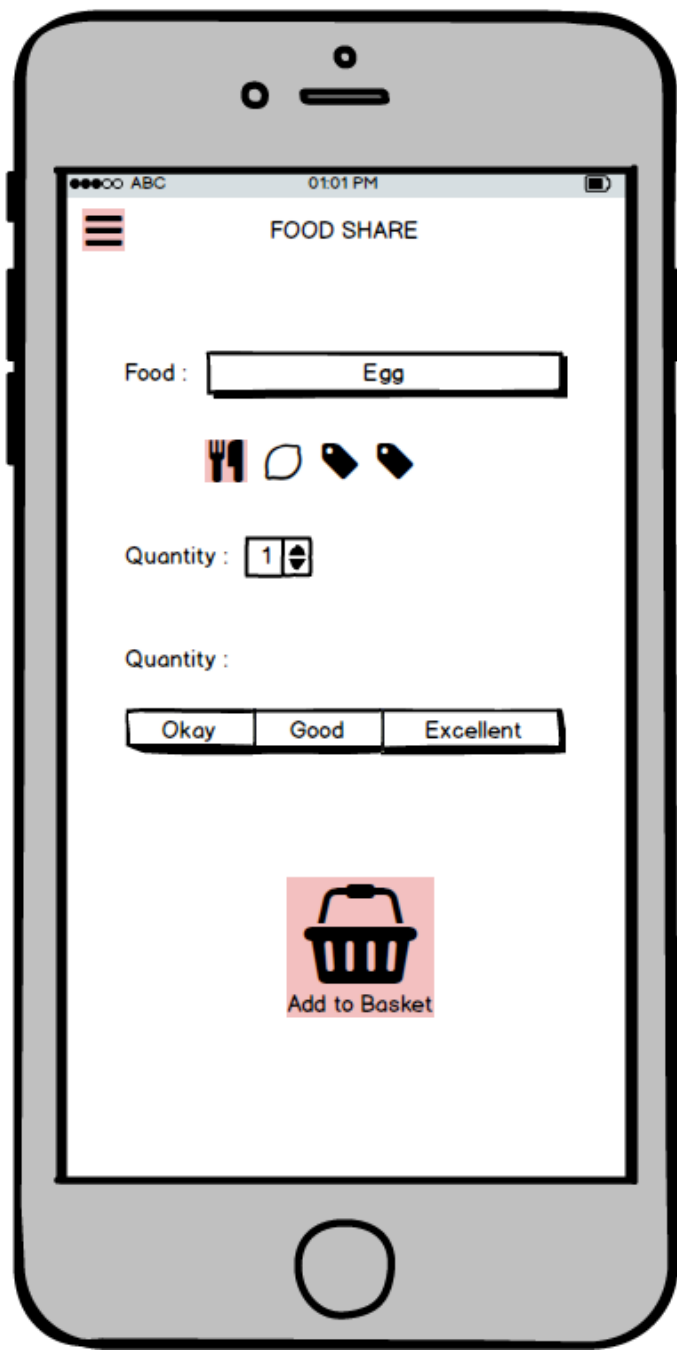 ABC 01:01 PM
FOOD SHARE
Food : Egg
Quantity : 1
Quantity :
Okay Good Excellent
Add to Basket